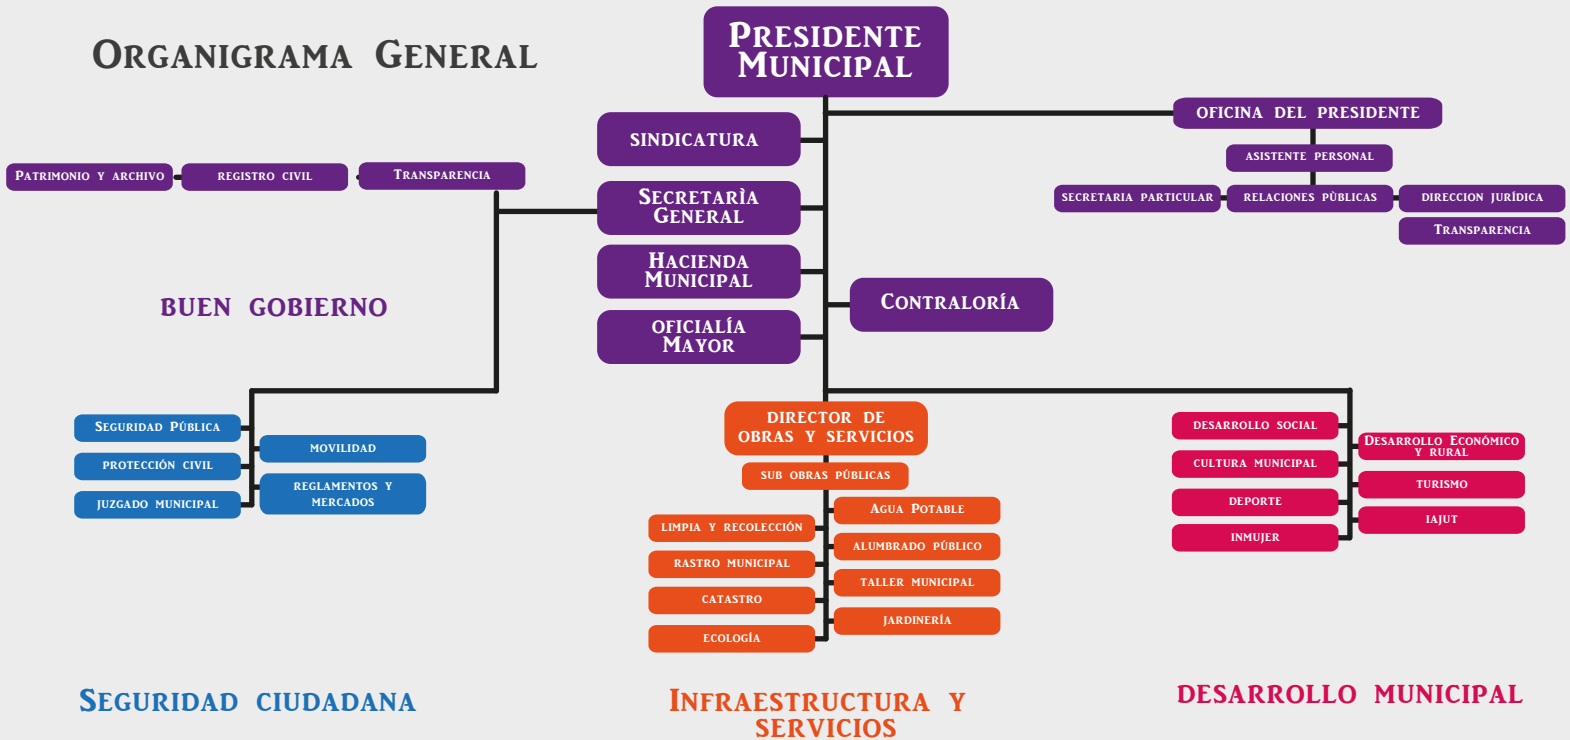 Organigrama General
Presidente
Municipal
oficina del presidente
sindicatura
asistente personal
Patrimonio y archivo
registro civil
Transparencia
Secretarìa
General
secretaria particular
relaciones pùblicas
direccion jurídica
Transparencia
Hacienda
Municipal
buen gobierno
Contraloría
oficialía
Mayor
director de
obras y servicios
sub obras públicas
Seguridad Pública
movilidad
protección civil
reglamentos y
mercados
juzgado municipal
Agua Potable
limpia y recolección
alumbrado público
rastro municipal
taller municipal
catastro
jardinería
ecología
desarrollo social
Desarrollo Económico
y rural
cultura municipal
turismo
deporte
iajut
inmujer
Seguridad ciudadana
Infraestructura y
servicios
desarrollo municipal